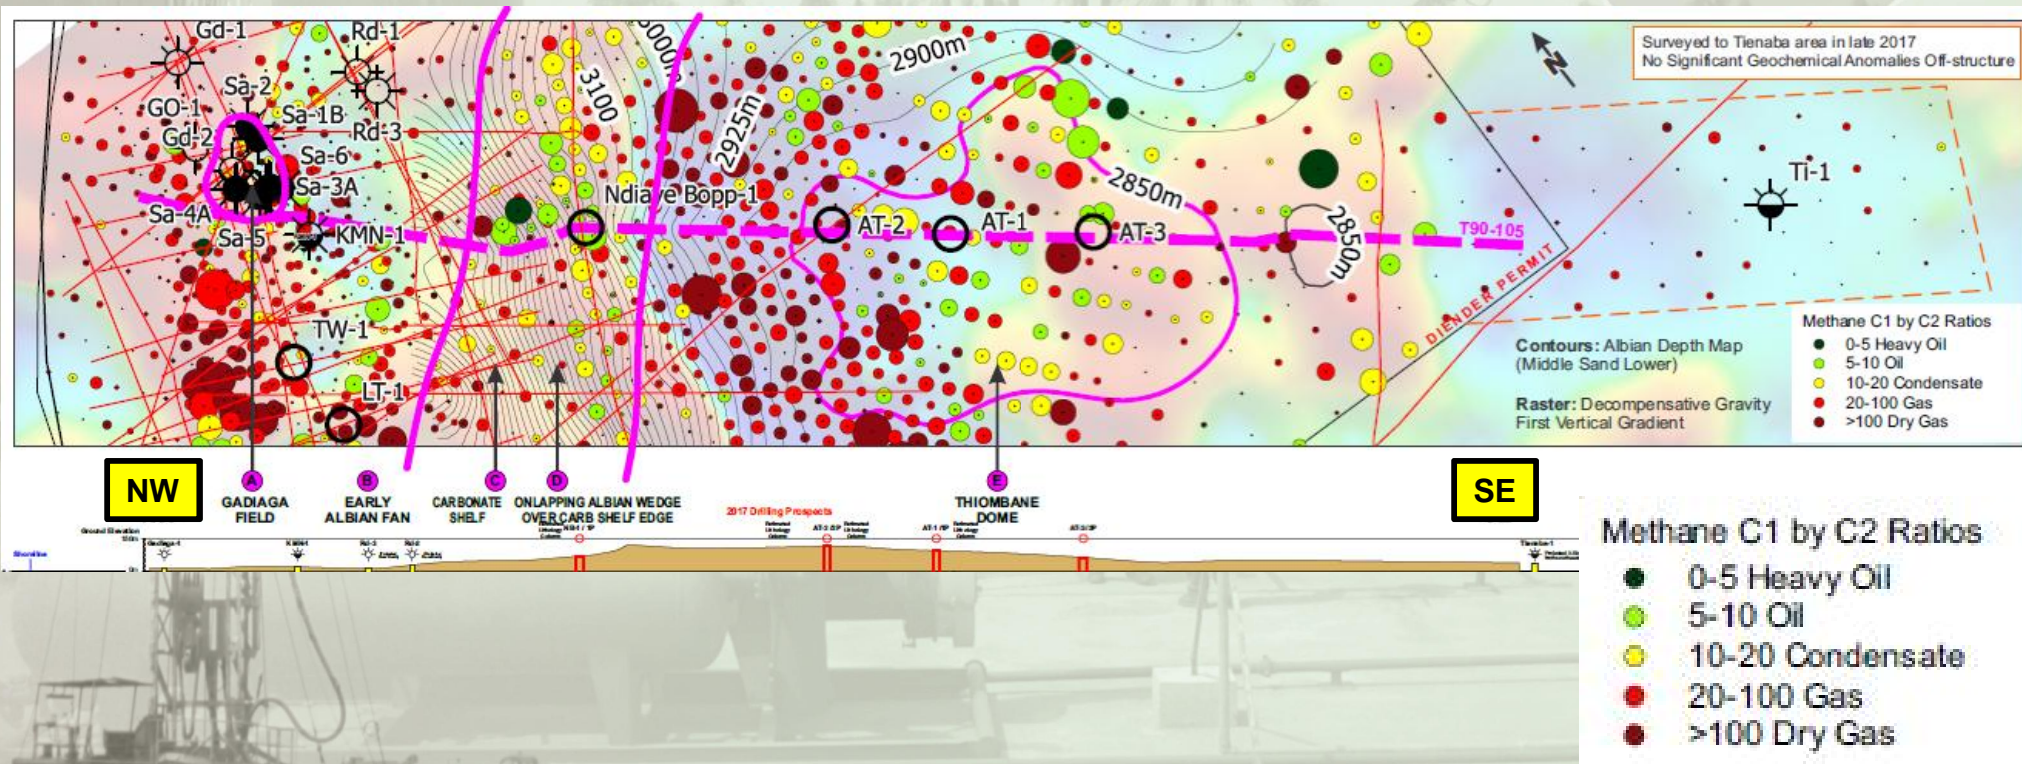 Gd-1
Rd-1
Sa-2
GO-1
Sa-1B
Gd-2
Rd-3
Sa-6
Sa-3A
Sa-4A
Sa-5
KMN-1
TW-1
LT-1
3100
2925m
2900m
Ndiaye Bopp-1
AT-2
AT-1
AT-3
2850m
2850m
T90-105
DIENDER PERMIT
N
Surveyed to Tienaba area in late 2017
No Significant Geochemical Anomalies Off-structure
Ti-1
Contours: Albian Depth Map
(Middle Sand Lower)
Raster: Decompensative Gravity
First Vertical Gradient
Methane C1 by C2 Ratios
0-5 Heavy Oil
5-10 Oil
10-20 Condensate
20-100 Gas
>100 Dry Gas
NW
A
GADIAGA
FIELD
B
EARLY
ALBIAN FAN
C
CARBONATE
SHELF
D
ONLAPPING ALBIAN WEDGE
OVER CARB SHELF EDGE
E
THIOMBANE
DOME
SE
2017 Drilling Prospects
Ground Elevation
Shoreline
Methane C1 by C2 Ratios
0-5 Heavy Oil
5-10 Oil
10-20 Condensate
20-100 Gas
>100 Dry Gas